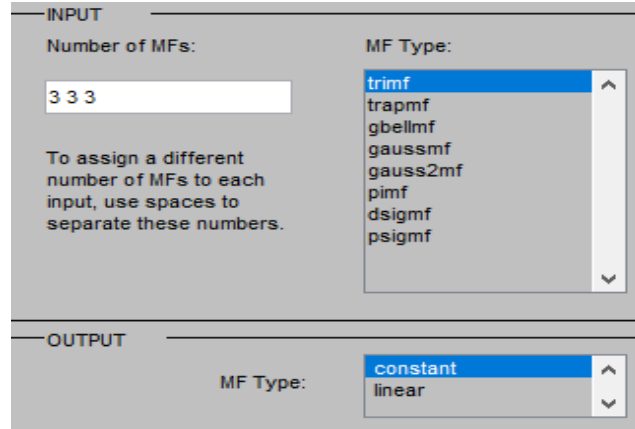 INPUT
Number of MFs:
3 3 3
To assign a different
number of MFs to each
input, use spaces to
separate these numbers.
MF Type:
trimf
trapmf
gbellmf
gaussmf
gauss2mf
pimf
dsigmf
psigmf
OUTPUT
MF Type:
constant
linear